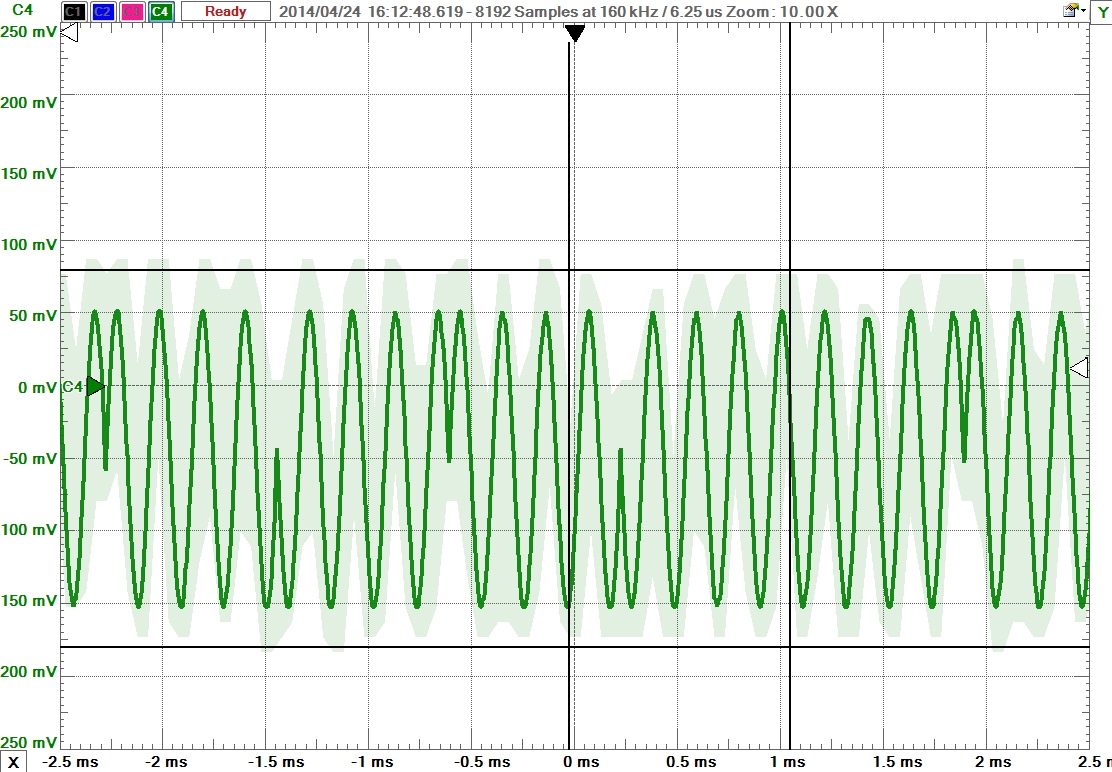 C4 C1 C2 C3 C4 Ready 2014/04/24 16:12:48.619 - 8192 Samples at 160 kHz / 6.25 us Zoom: 10.00 X Y
250 mV
200 mV
150 mV
100 mV
50 mV
0 mV C4
-50 mV
100 mV
150 mV
200 mV
250 mV
X -2.5 ms -2 ms -1.5 ms -1 ms -0.5 ms 0 ms 0.5 ms 1 ms 1.5 ms 2 ms 2.5 m